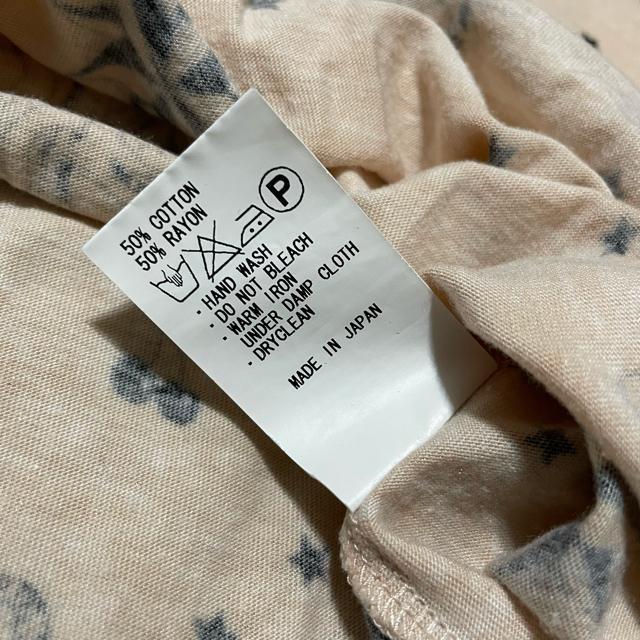 50% COTTON
50% RAYON
P
· HAND WASH
· DO NOT BLEACH
· WARM IRON
UNDER DAMP CLOTH
· DRYCLEAN
MADE IN JAPAN